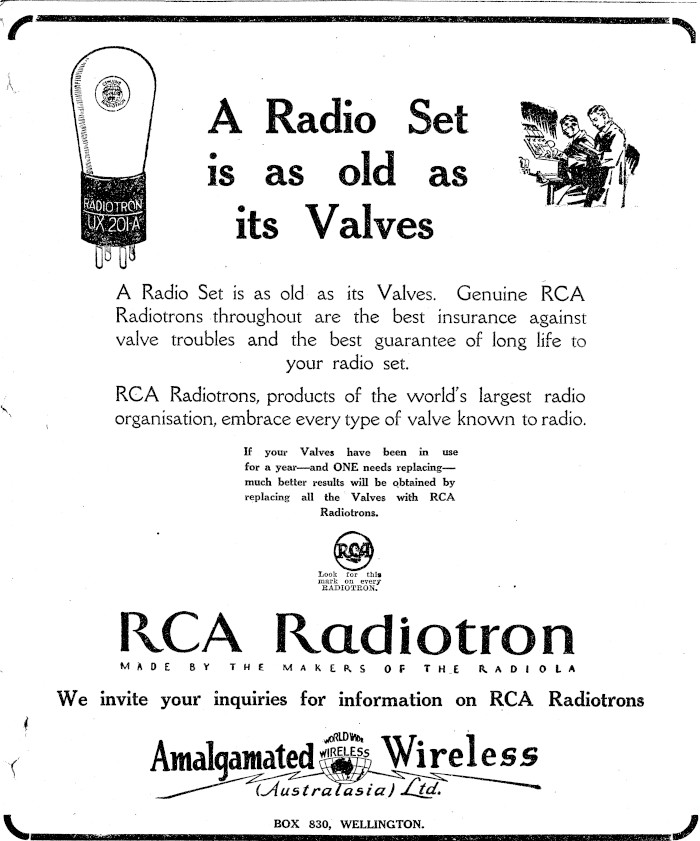 A Radio Set
is as old as
its Valves
RADIOTRON
UX 201-A
A Radio Set is as old as its Valves. Genuine RCA
Radiotrons throughout are the best insurance against
valve troubles and the best guarantee of long life to
your radio set.
RCA Radiotrons, products of the world's largest radio
organisation, embrace every type of valve known to radio.
If your Valves have been in use
for a year—and ONE needs replacing—
much better results will be obtained by
replacing all the Valves with RCA
Radiotrons.
RCA
Look for this
mark on every
RADIOTRON.
RCA Radiotron
MADE BY THE MAKERS OF THE RADIOLA
We invite your inquiries for information on RCA Radiotrons
WORLD WIDE
WIRELESS
Amalgamated Wireless
(Australasia) Ltd.
BOX 830, WELLINGTON.